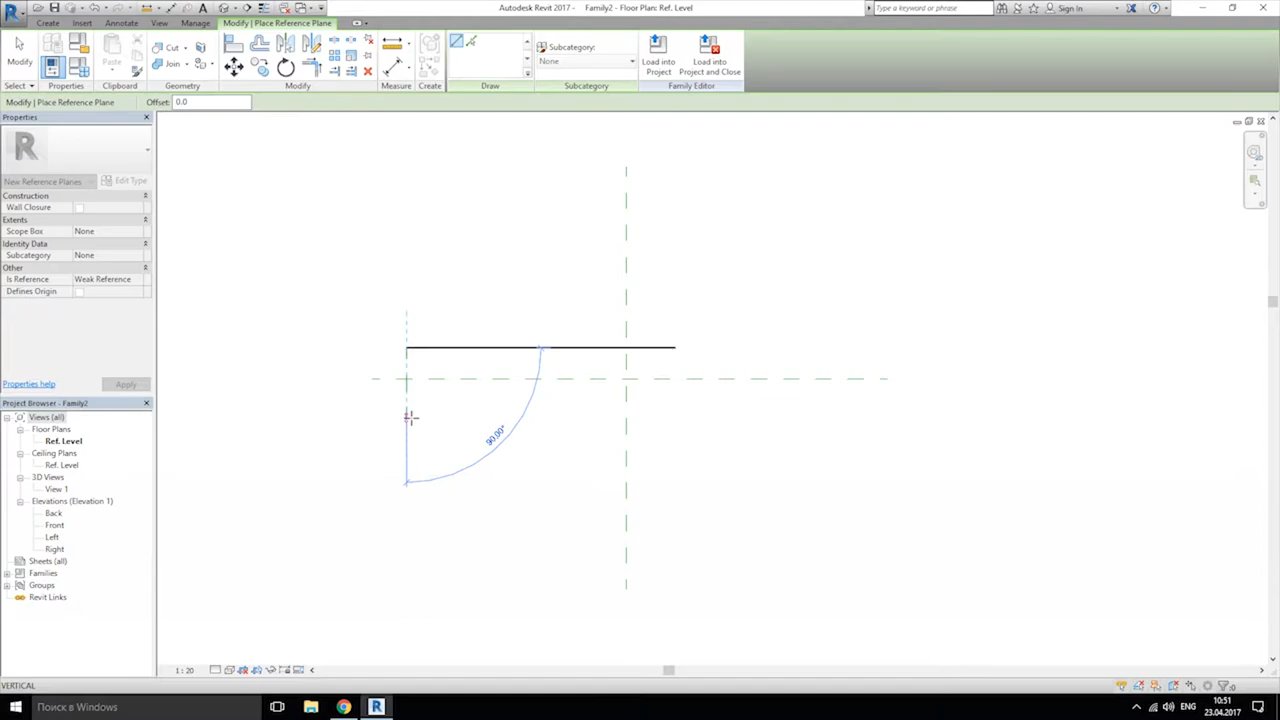 Autodesk Revit 2017 - Family2 - Floor Plan: Ref. Level
Type a keyword or phrase
Sign In
Create
Insert
Annotate
View
Manage
Modify | Place Reference Plane
Modify
Cut
Join
Paste
Subcategory:
None
Load into
Project
Load into
Project and Close
Select
Properties
Clipboard
Geometry
Modify
Measure
Create
Draw
Subcategory
Family Editor
Modify | Place Reference Plane
Offset:
0.0
Properties
New Reference Planes
Edit Type
Construction
Wall Closure
Extents
Scope Box
None
Identity Data
Subcategory
None
Other
Is Reference
Weak Reference
Defines Origin
Properties help
Apply
Project Browser - Family2
Views (all)
Floor Plans
Ref. Level
Ceiling Plans
Ref. Level
3D Views
View 1
Elevations (Elevation 1)
Back
Front
Left
Right
Sheets (all)
Families
Groups
Revit Links
90.00°
1 : 20
VERTICAL
:0
Поиск в Windows
ENG
10:51
23.04.2017